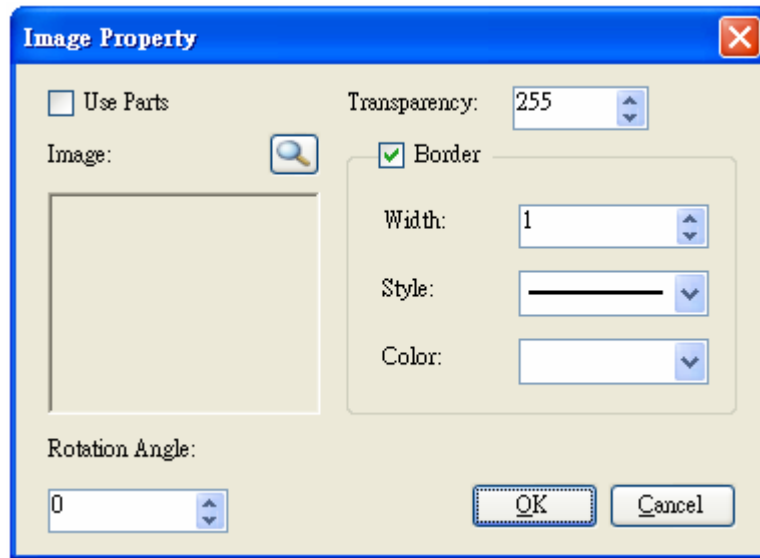 Image Property
Use Parts
Transparency: 255
Image:
Border
Width: 1
Style:
Color:
Rotation Angle:
0
OK
Cancel